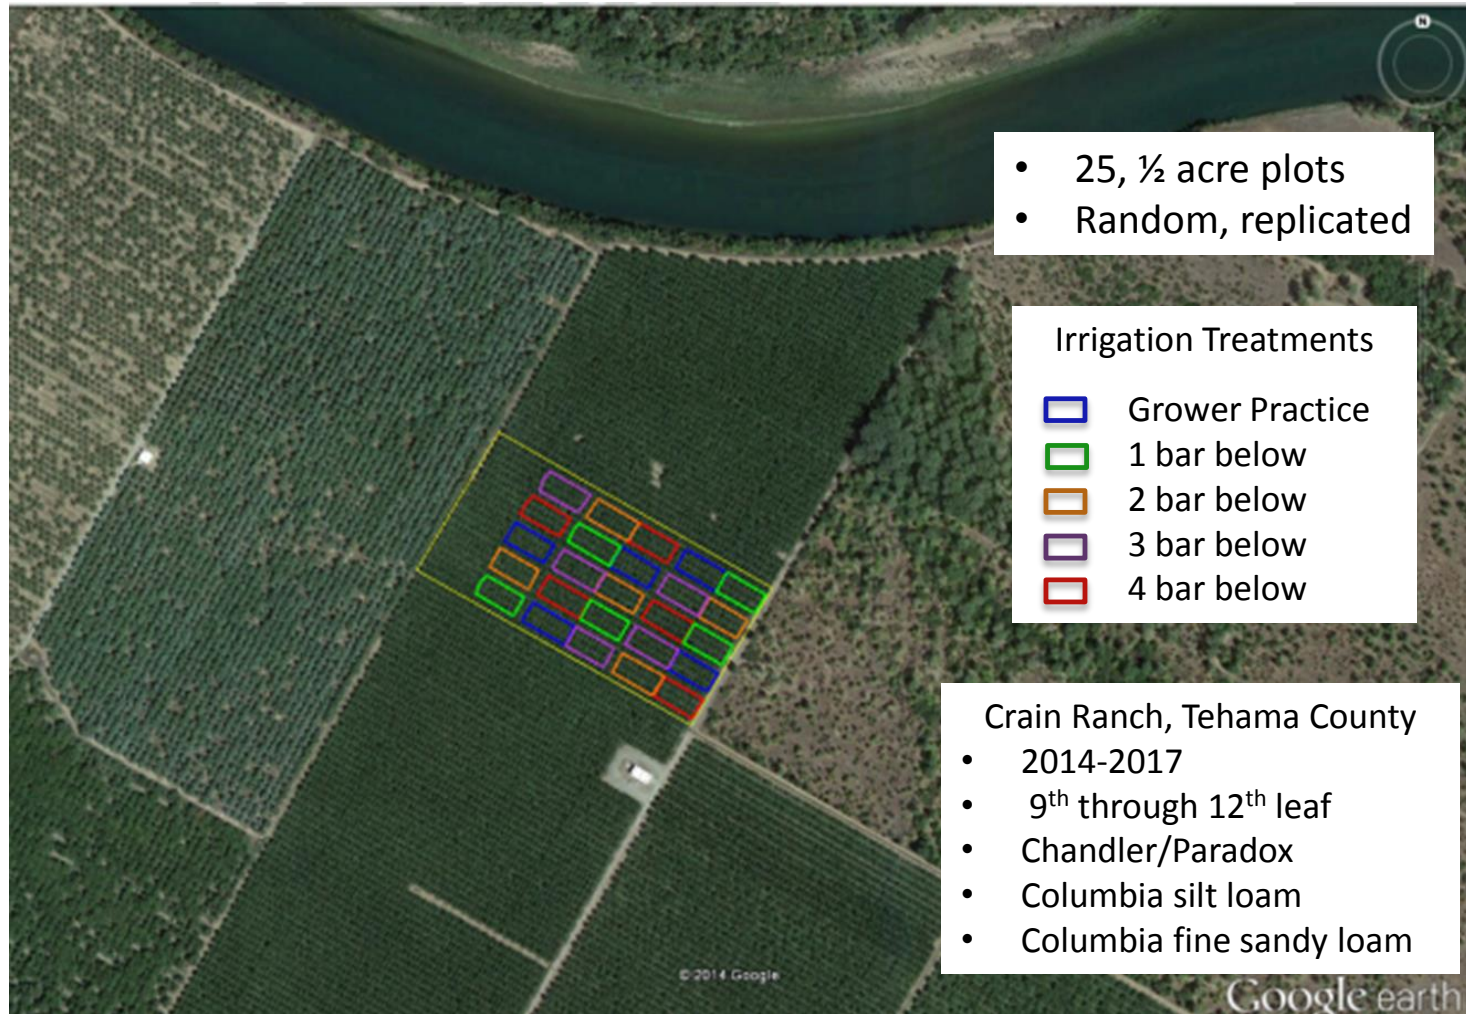 N
• 25, ½ acre plots
• Random, replicated
Irrigation Treatments
Grower Practice
1 bar below
2 bar below
3 bar below
4 bar below
Crain Ranch, Tehama County
• 2014-2017
• 9th through 12th leaf
• Chandler/Paradox
• Columbia silt loam
• Columbia fine sandy loam
© 2014 Google
Google earth